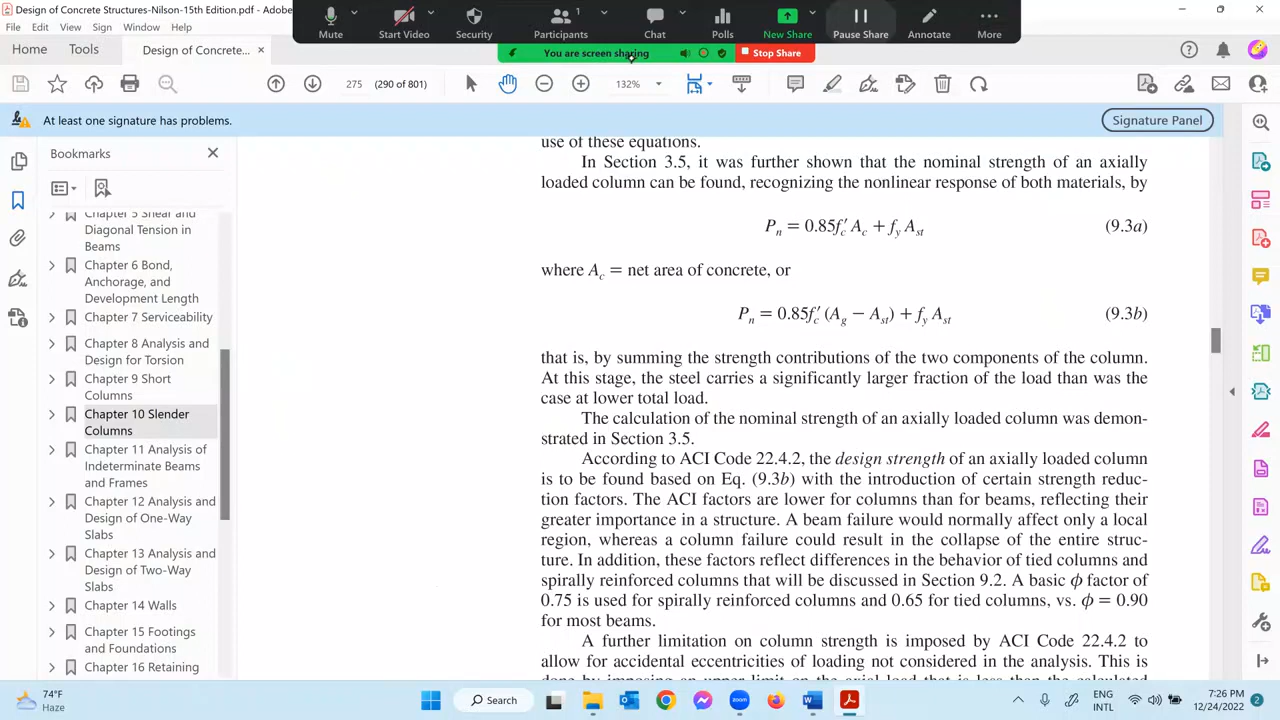 Design of Concrete Structures-Nilson-15th Edition.pdf - Adobe
File Edit View Sign Window Help
Mute
Start Video
Security
1
Participants
Chat
Polls
New Share
Pause Share
Annotate
More
You are screen sharing
Stop Share
Home Tools Design of Concrete...
275 (290 of 801)
132%
At least one signature has problems.
Signature Panel
Bookmarks
Chapter 5 Shear and
Diagonal Tension in
Beams
Chapter 6 Bond,
Anchorage, and
Development Length
Chapter 7 Serviceability
Chapter 8 Analysis and
Design for Torsion
Chapter 9 Short
Columns
Chapter 10 Slender
Columns
Chapter 11 Analysis of
Indeterminate Beams
and Frames
Chapter 12 Analysis and
Design of One-Way
Slabs
Chapter 13 Analysis and
Design of Two-Way
Slabs
Chapter 14 Walls
Chapter 15 Footings
and Foundations
Chapter 16 Retaining
use of these equations.
In Section 3.5, it was further shown that the nominal strength of an axially
loaded column can be found, recognizing the nonlinear response of both materials, by
Pn = 0.85f′c Ac + fy Ast (9.3a)
where Ac = net area of concrete, or
Pn = 0.85f′c (Ag − Ast) + fy Ast (9.3b)
that is, by summing the strength contributions of the two components of the column.
At this stage, the steel carries a significantly larger fraction of the load than was the
case at lower total load.
The calculation of the nominal strength of an axially loaded column was demon-
strated in Section 3.5.
According to ACI Code 22.4.2, the design strength of an axially loaded column
is to be found based on Eq. (9.3b) with the introduction of certain strength reduc-
tion factors. The ACI factors are lower for columns than for beams, reflecting their
greater importance in a structure. A beam failure would normally affect only a local
region, whereas a column failure could result in the collapse of the entire struc-
ture. In addition, these factors reflect differences in the behavior of tied columns and
spirally reinforced columns that will be discussed in Section 9.2. A basic ϕ factor of
0.75 is used for spirally reinforced columns and 0.65 for tied columns, vs. ϕ = 0.90
for most beams.
A further limitation on column strength is imposed by ACI Code 22.4.2 to
allow for accidental eccentricities of loading not considered in the analysis. This is
done by imposing an upper limit on the axial load that is less than the calculated
74°F
Haze
Search
zoom
ENG
INTL
7:26 PM
12/24/2022
2